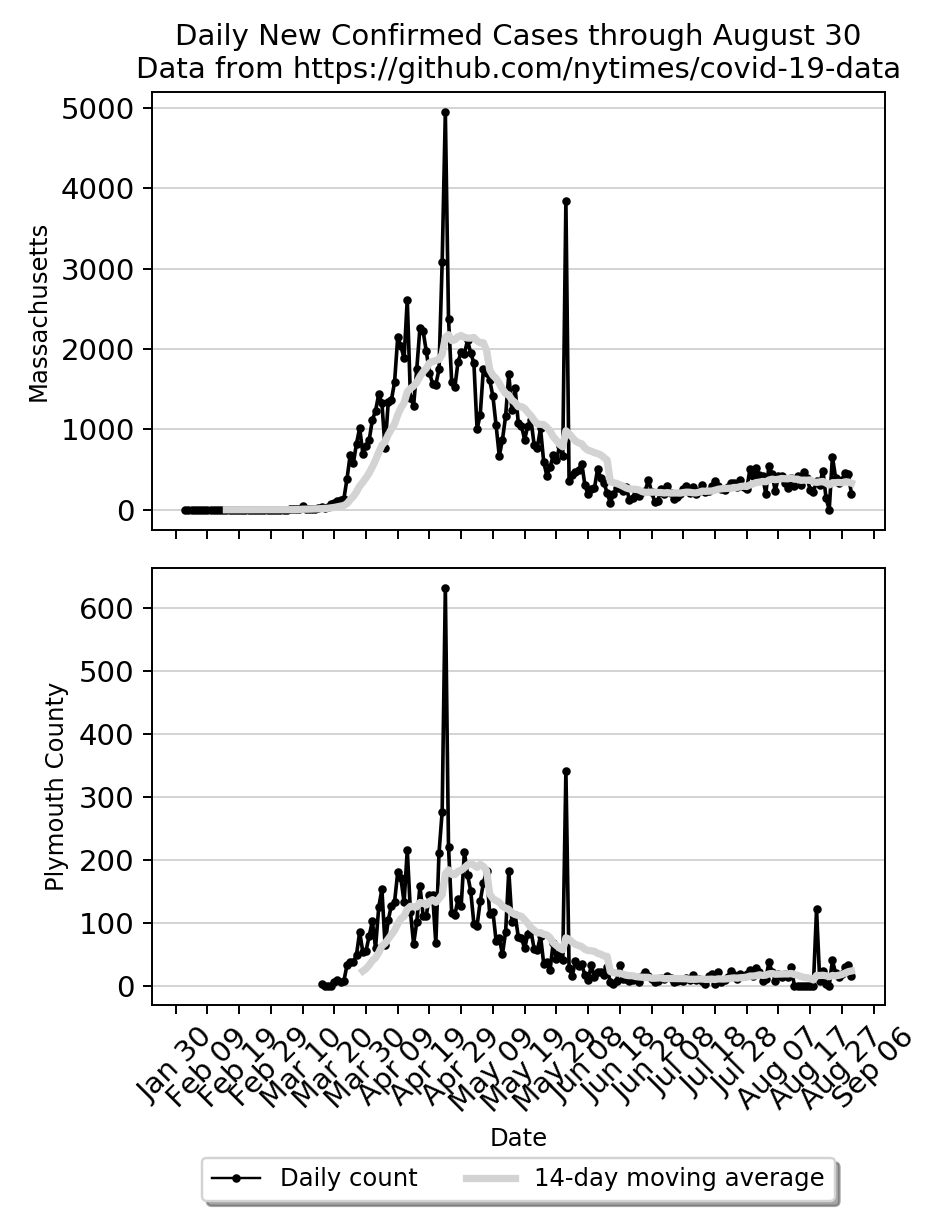 Daily New Confirmed Cases through August 30
Data from https://github.com/nytimes/covid-19-data
Massachusetts
5000
4000
3000
2000
1000
0
Plymouth County
600
500
400
300
200
100
0
Jan 30
Feb 09
Feb 19
Feb 29
Mar 10
Mar 20
Mar 30
Apr 09
Apr 19
Apr 29
May 09
May 19
May 29
Jun 08
Jun 18
Jun 28
Jul 08
Jul 18
Jul 28
Aug 07
Aug 17
Aug 27
Sep 06
Date
Daily count
14-day moving average